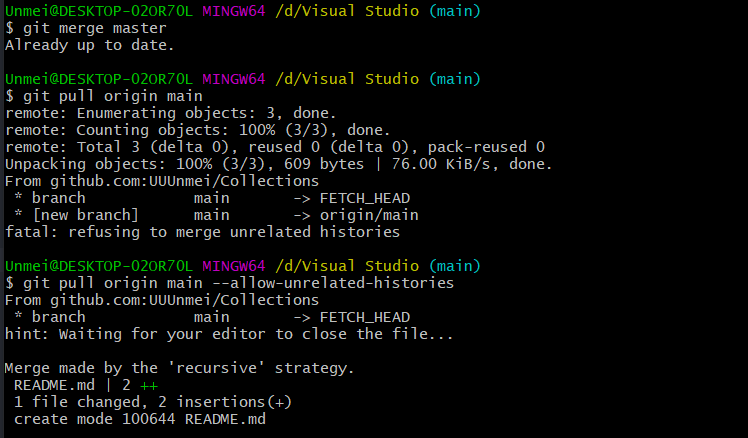 Unmei@DESKTOP-02OR70L MINGW64 /d/Visual Studio (main)
$ git merge master
Already up to date.
Unmei@DESKTOP-02OR70L MINGW64 /d/Visual Studio (main)
$ git pull origin main
remote: Enumerating objects: 3, done.
remote: Counting objects: 100% (3/3), done.
remote: Total 3 (delta 0), reused 0 (delta 0), pack-reused 0
Unpacking objects: 100% (3/3), 609 bytes | 76.00 KiB/s, done.
From github.com:UUUnmei/Collections
 * branch            main       -> FETCH_HEAD
 * [new branch]      main       -> origin/main
fatal: refusing to merge unrelated histories
Unmei@DESKTOP-02OR70L MINGW64 /d/Visual Studio (main)
$ git pull origin main --allow-unrelated-histories
From github.com:UUUnmei/Collections
 * branch            main       -> FETCH_HEAD
hint: Waiting for your editor to close the file...
Merge made by the 'recursive' strategy.
 README.md | 2 ++
 1 file changed, 2 insertions(+)
 create mode 100644 README.md